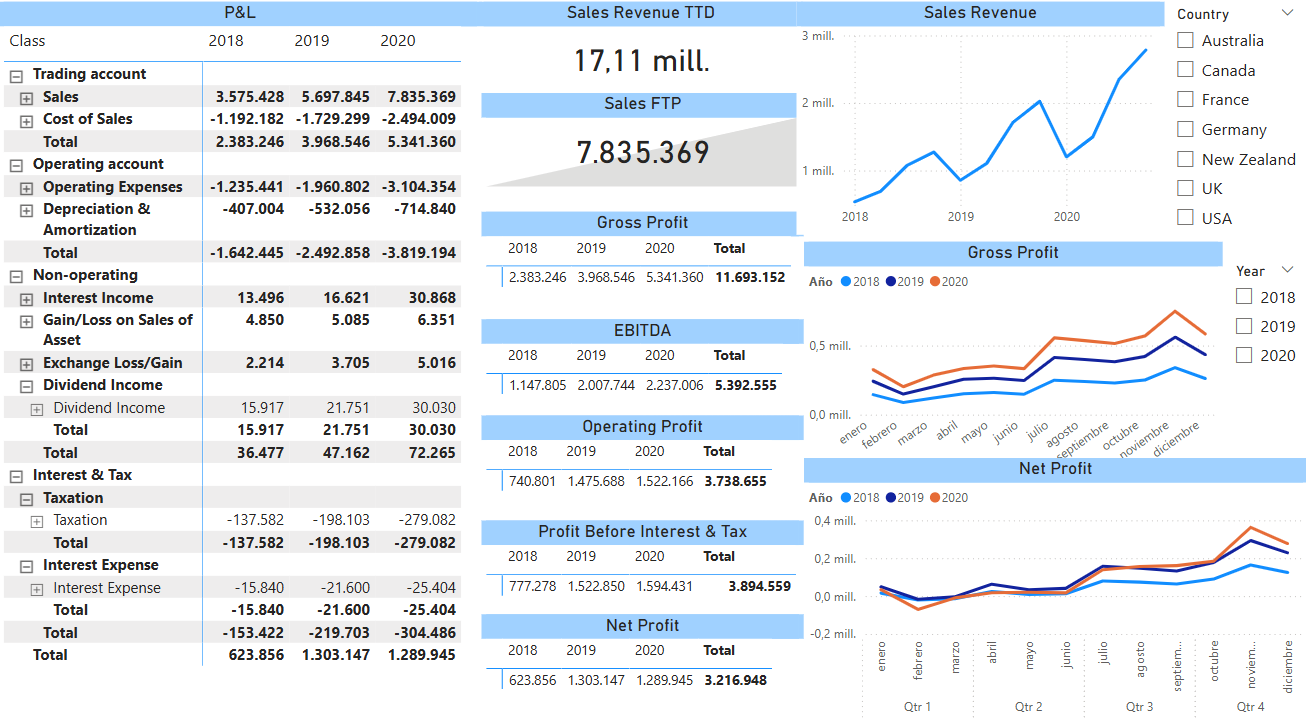 P&L
Class 2018 2019 2020
Trading account
Sales 3.575.428 5.697.845 7.835.369
Cost of Sales -1.192.182 -1.729.299 -2.494.009
Total 2.383.246 3.968.546 5.341.360
Operating account
Operating Expenses -1.235.441 -1.960.802 -3.104.354
Depreciation & -407.004 -532.056 -714.840
Amortization
Total -1.642.445 -2.492.858 -3.819.194
Non-operating
Interest Income 13.496 16.621 30.868
Gain/Loss on Sales of 4.850 5.085 6.351
Asset
Exchange Loss/Gain 2.214 3.705 5.016
Dividend Income
Dividend Income 15.917 21.751 30.030
Total 15.917 21.751 30.030
Total 36.477 47.162 72.265
Interest & Tax
Taxation
Taxation -137.582 -198.103 -279.082
Total -137.582 -198.103 -279.082
Interest Expense
Interest Expense -15.840 -21.600 -25.404
Total -15.840 -21.600 -25.404
Total -153.422 -219.703 -304.486
Total 623.856 1.303.147 1.289.945
Sales Revenue TTD
17,11 mill.
Sales FTP
7.835.369
Gross Profit
2018 2019 2020 Total
2.383.246 3.968.546 5.341.360 11.693.152
EBITDA
2018 2019 2020 Total
1.147.805 2.007.744 2.237.006 5.392.555
Operating Profit
2018 2019 2020 Total
740.801 1.475.688 1.522.166 3.738.655
Profit Before Interest & Tax
2018 2019 2020 Total
777.278 1.522.850 1.594.431 3.894.559
Net Profit
2018 2019 2020 Total
623.856 1.303.147 1.289.945 3.216.948
Sales Revenue
3 mill.
2 mill.
1 mill.
2018 2019 2020
Country
Australia
Canada
France
Germany
New Zealand
UK
USA
Gross Profit
Año 2018 2019 2020
0,5 mill.
0,0 mill.
enero febrero marzo abril mayo junio julio agosto septiembre octubre noviembre diciembre
Year
2018
2019
2020
Net Profit
Año 2018 2019 2020
0,4 mill.
0,2 mill.
0,0 mill.
-0,2 mill.
enero febrero marzo abril mayo junio julio agosto septiem... octubre noviem... diciembre
Qtr 1 Qtr 2 Qtr 3 Qtr 4